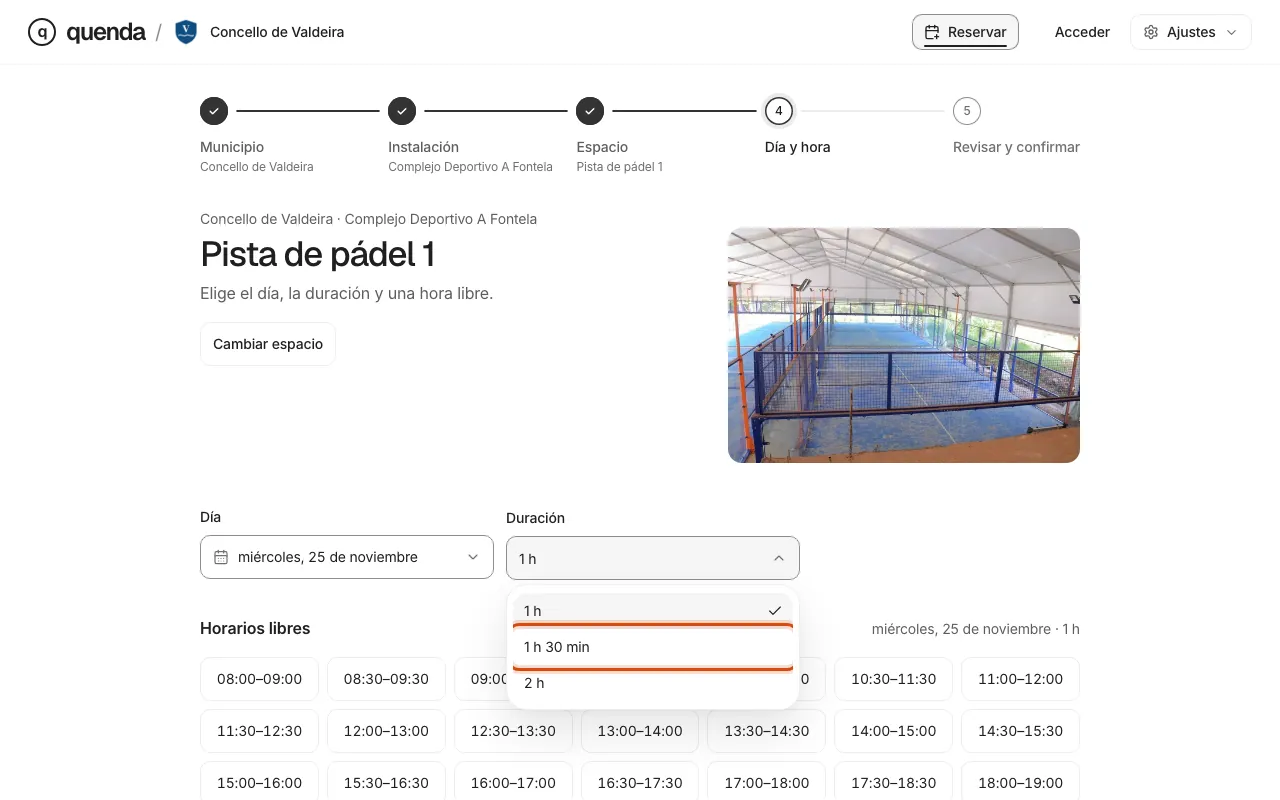 q quenda / V Concello de Valdeira Reservar Acceder Ajustes
4 5
Municipio Instalación Espacio Día y hora Revisar y confirmar
Concello de Valdeira Complejo Deportivo A Fontela Pista de pádel 1
Concello de Valdeira · Complejo Deportivo A Fontela
Pista de pádel 1
Elige el día, la duración y una hora libre.
Cambiar espacio
Día Duración
miércoles, 25 de noviembre 1 h
1 h
1 h 30 min
2 h
Horarios libres miércoles, 25 de noviembre · 1 h
08:00–09:00 08:30–09:30 10:30–11:30 11:00–12:00
11:30–12:30 12:00–13:00 12:30–13:30 13:00–14:00 13:30–14:30 14:00–15:00 14:30–15:30
15:00–16:00 15:30–16:30 16:00–17:00 16:30–17:30 17:00–18:00 17:30–18:30 18:00–19:00